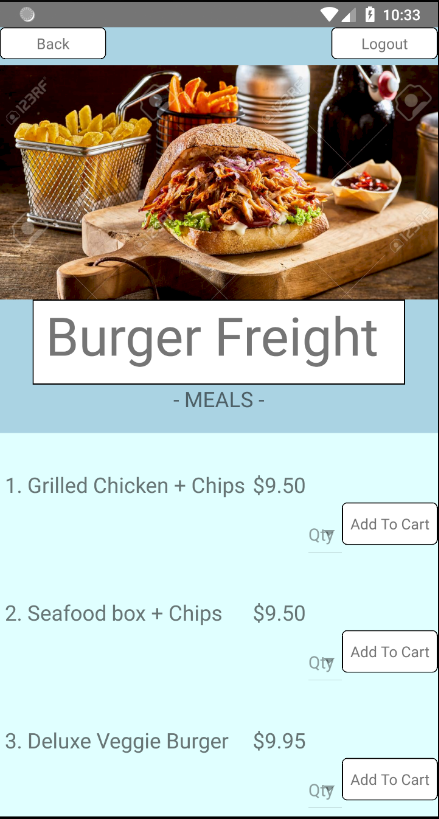 10:33
Back
Logout
123RF
123RF
Burger Freight
- MEALS -
1. Grilled Chicken + Chips $9.50
Qty
Add To Cart
2. Seafood box + Chips $9.50
Qty
Add To Cart
3. Deluxe Veggie Burger $9.95
Qty
Add To Cart